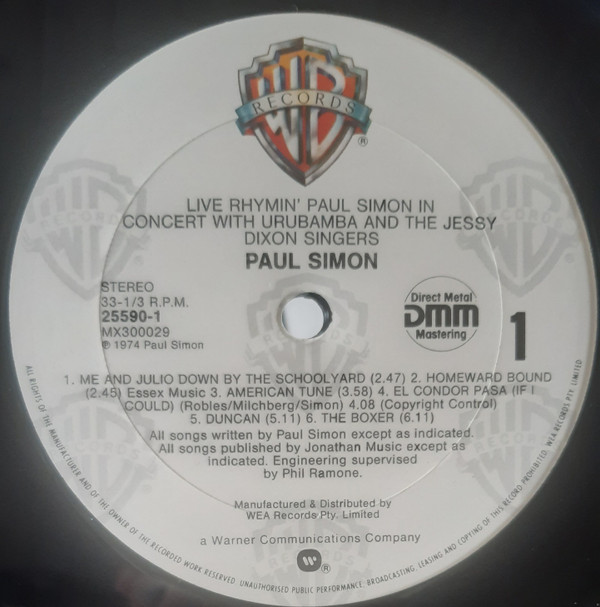 WB
RECORDS
®
LIVE RHYMIN' PAUL SIMON IN
CONCERT WITH URUBAMBA AND THE JESSY
DIXON SINGERS
PAUL SIMON
STEREO
33-1/3 R.P.M.
25590-1
MX300029
℗ 1974 Paul Simon
Direct Metal
DMM
Mastering
1
1. ME AND JULIO DOWN BY THE SCHOOLYARD (2.47) 2. HOMEWARD BOUND
(2.45) Essex Music 3. AMERICAN TUNE (3.58) 4. EL CONDOR PASA (IF I
COULD) (Robles/Milchberg/Simon) 4.08 (Copyright Control)
5. DUNCAN (5.11) 6. THE BOXER (6.11)
All songs written by Paul Simon except as indicated.
All songs published by Jonathan Music except as
indicated. Engineering supervised
by Phil Ramone.
Manufactured & Distributed by
WEA Records Pty. Limited
a Warner Communications Company
®
ALL RIGHTS OF THE MANUFACTURER AND OF THE OWNER OF THE RECORDED WORK RESERVED. UNAUTHORISED PUBLIC PERFORMANCE, BROADCASTING, LEASING AND COPYING OF THIS RECORD PROHIBITED. WEA RECORDS PTY. LIMITED